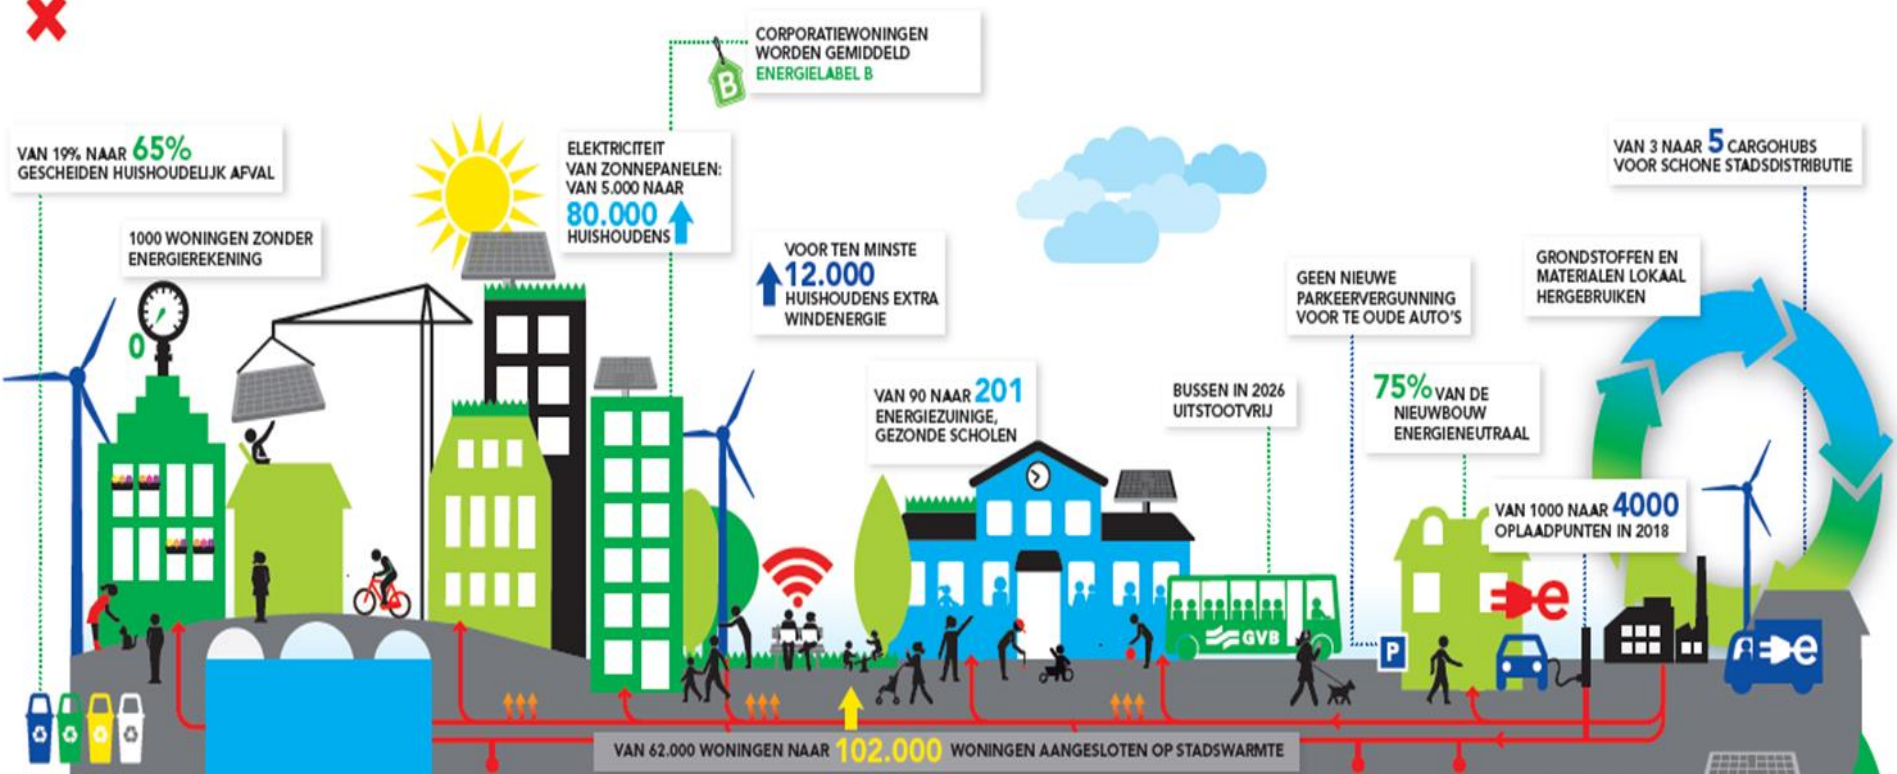 CORPORATIEWONINGEN
WORDEN GEMIDDELD
ENERGIELABEL B
B
VAN 19% NAAR 65%
GESCHEIDEN HUISHOUDELIJK AFVAL
1000 WONINGEN ZONDER
ENERGIEREKENING
0
ELEKTRICITEIT
VAN ZONNEPANELEN:
VAN 5.000 NAAR
80.000
HUISHOUDENS
VOOR TEN MINSTE
12.000
HUISHOUDENS EXTRA
WINDENERGIE
VAN 90 NAAR 201
ENERGIEZUINIGE,
GEZONDE SCHOLEN
BUSSEN IN 2026
UITSTOOTVRIJ
GVB
GEEN NIEUWE
PARKEERVERGUNNING
VOOR TE OUDE AUTO'S
P
75% VAN DE
NIEUWBOUW
ENERGIENEUTRAAL
VAN 1000 NAAR 4000
OPLAADPUNTEN IN 2018
e
GRONDSTOFFEN EN
MATERIALEN LOKAAL
HERGEBRUIKEN
VAN 3 NAAR 5 CARGOHUBS
VOOR SCHONE STADSDISTRIBUTIE
e
VAN 62.000 WONINGEN NAAR 102.000 WONINGEN AANGESLOTEN OP STADSWARMTE